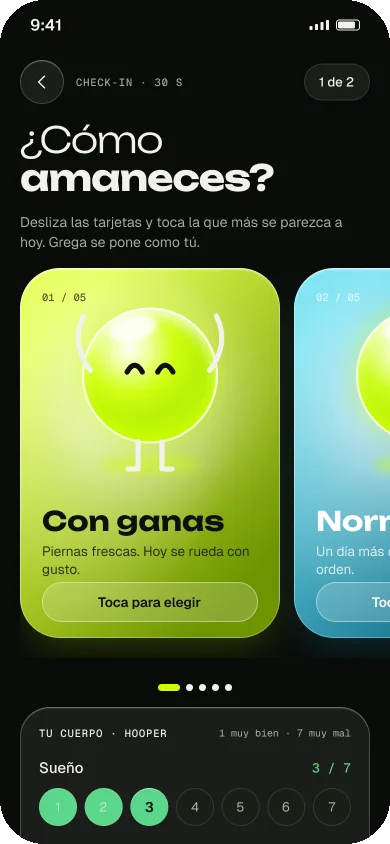 9:41
CHECK-IN · 30 S
1 de 2
¿Cómo
amaneces?
Desliza las tarjetas y toca la que más se parezca a
hoy. Grega se pone como tú.
01 / 05
Con ganas
Piernas frescas. Hoy se rueda con
gusto.
Toca para elegir
02 / 05
Un día más
orden.
TU CUERPO · HOOPER
1 muy bien · 7 muy mal
Sueño
3 / 7
1
2
3
4
5
6
7